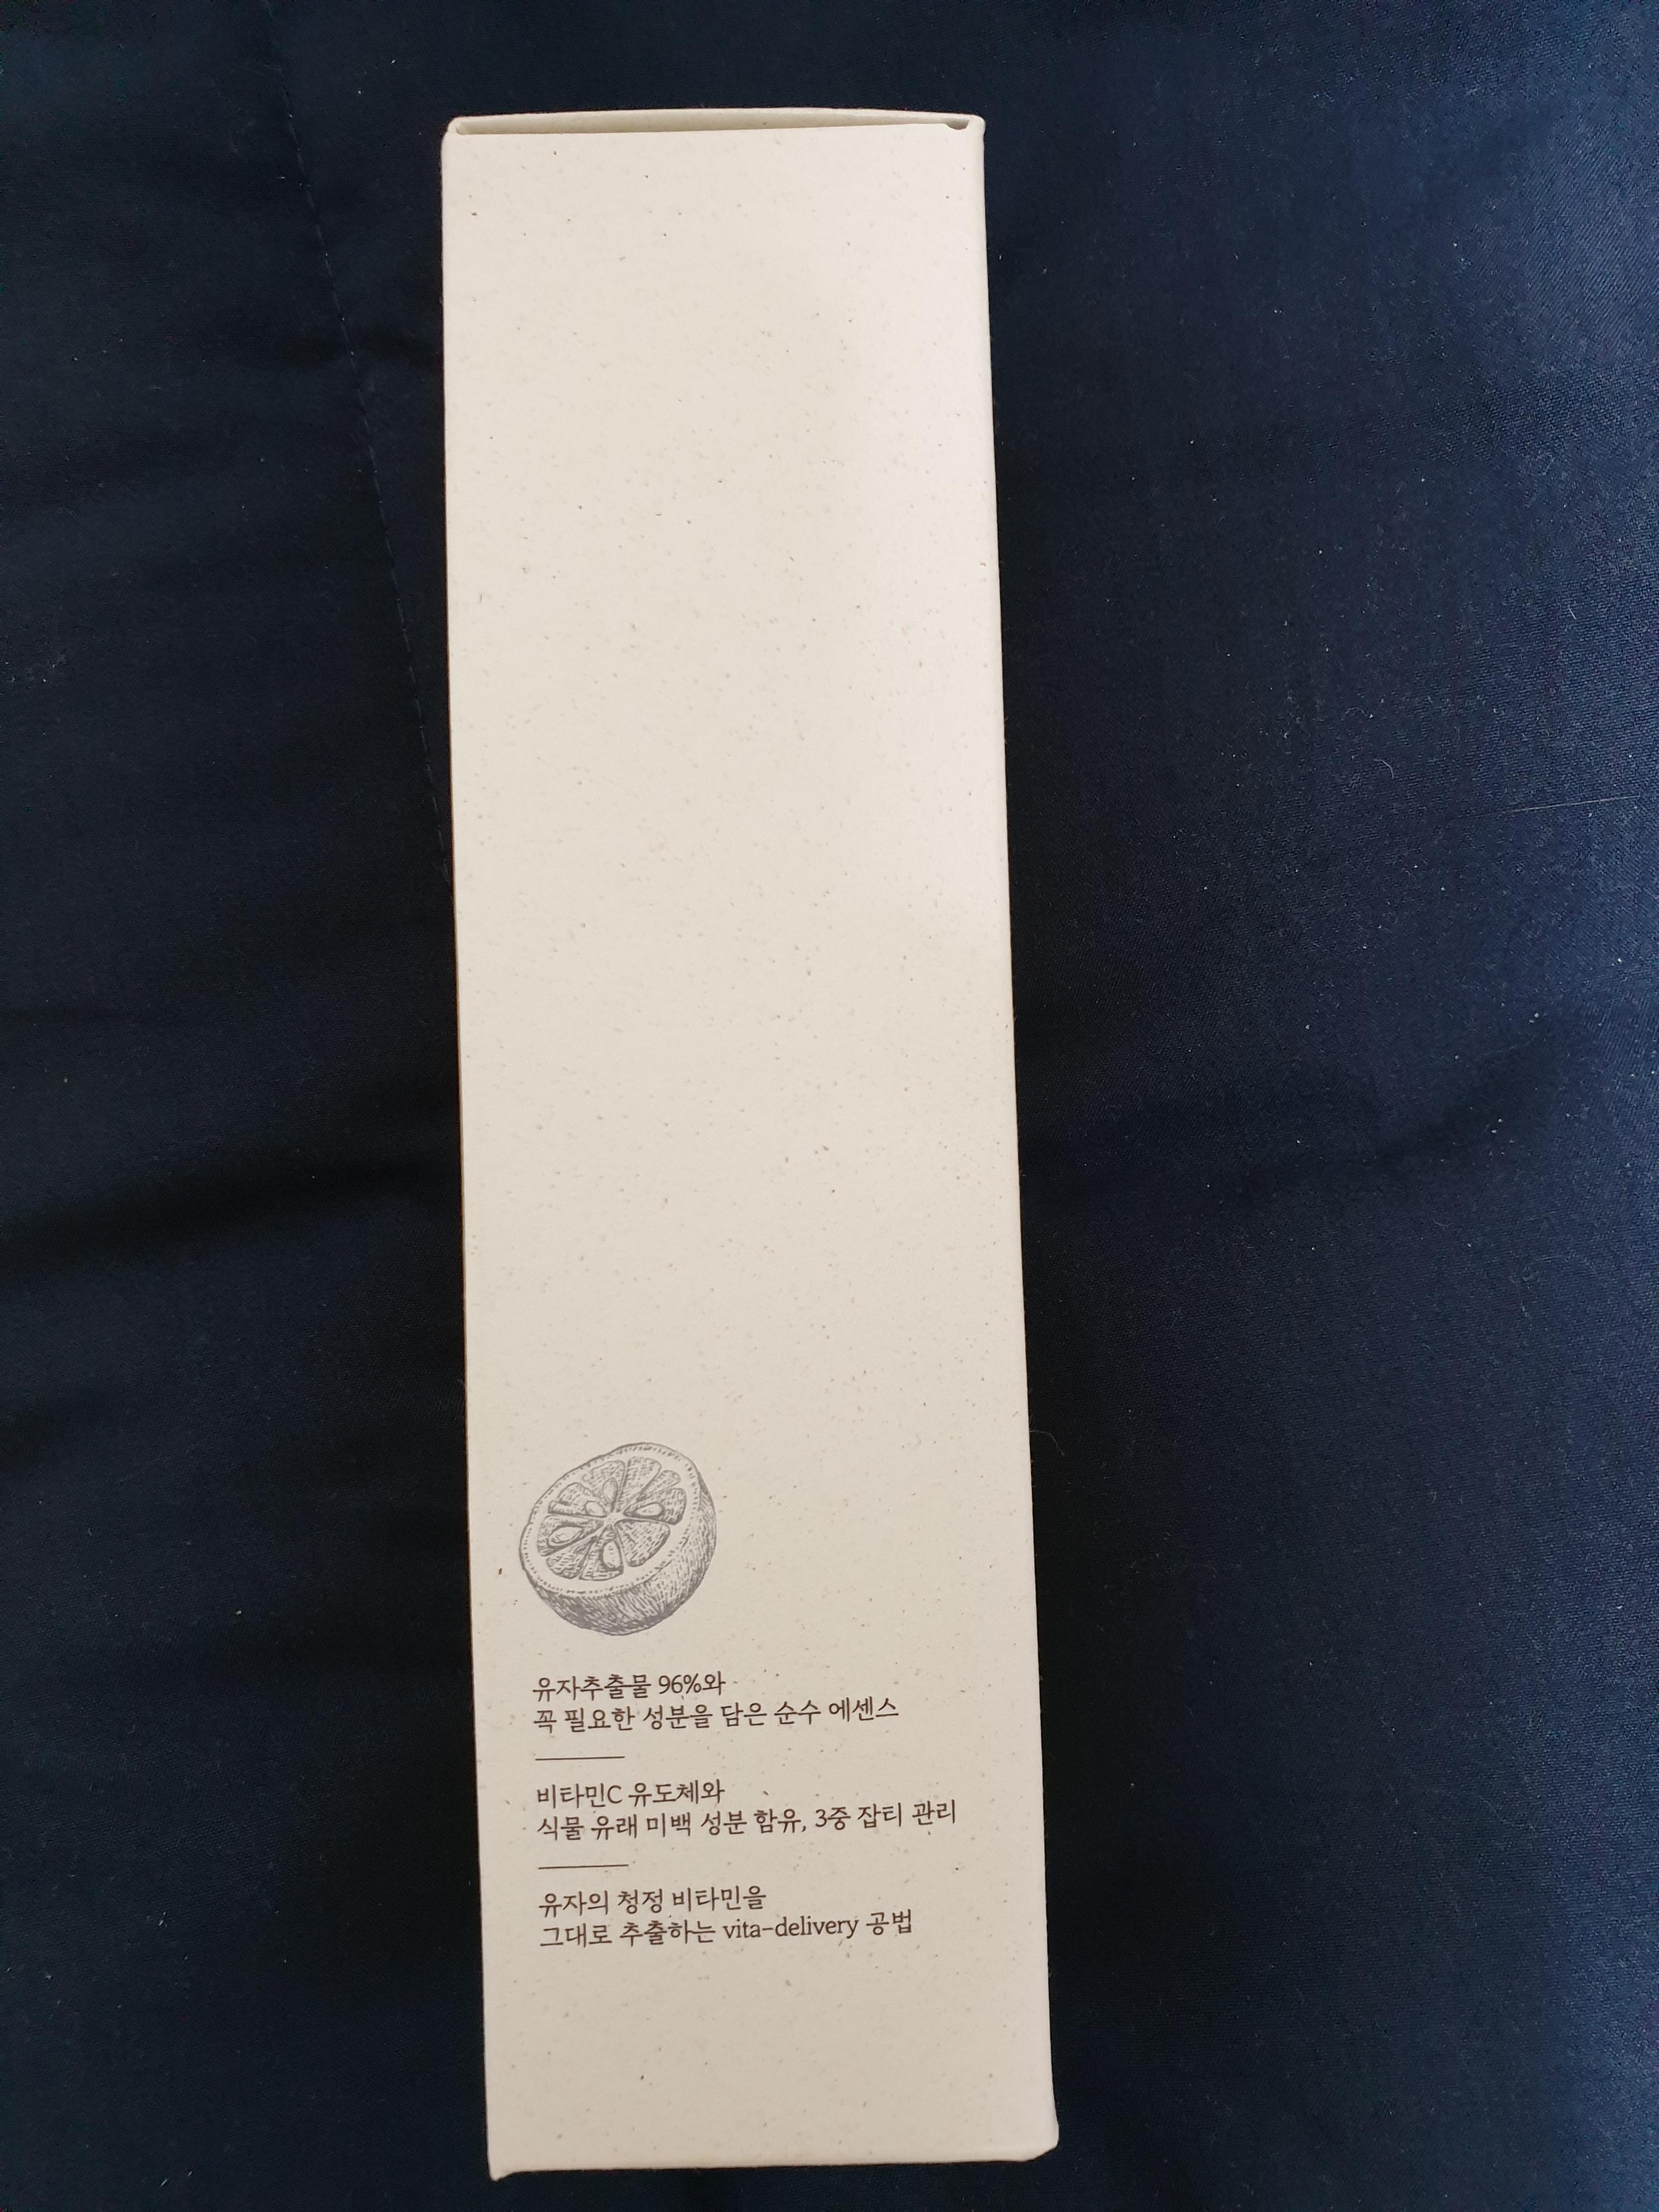 유자추출물 96%와
꼭 필요한 성분을 담은 순수 에센스
비타민C 유도체와
식물 유래 미백 성분 함유, 3중 잡티 관리
유자의 청정 비타민을
그대로 추출하는 vita-delivery 공법